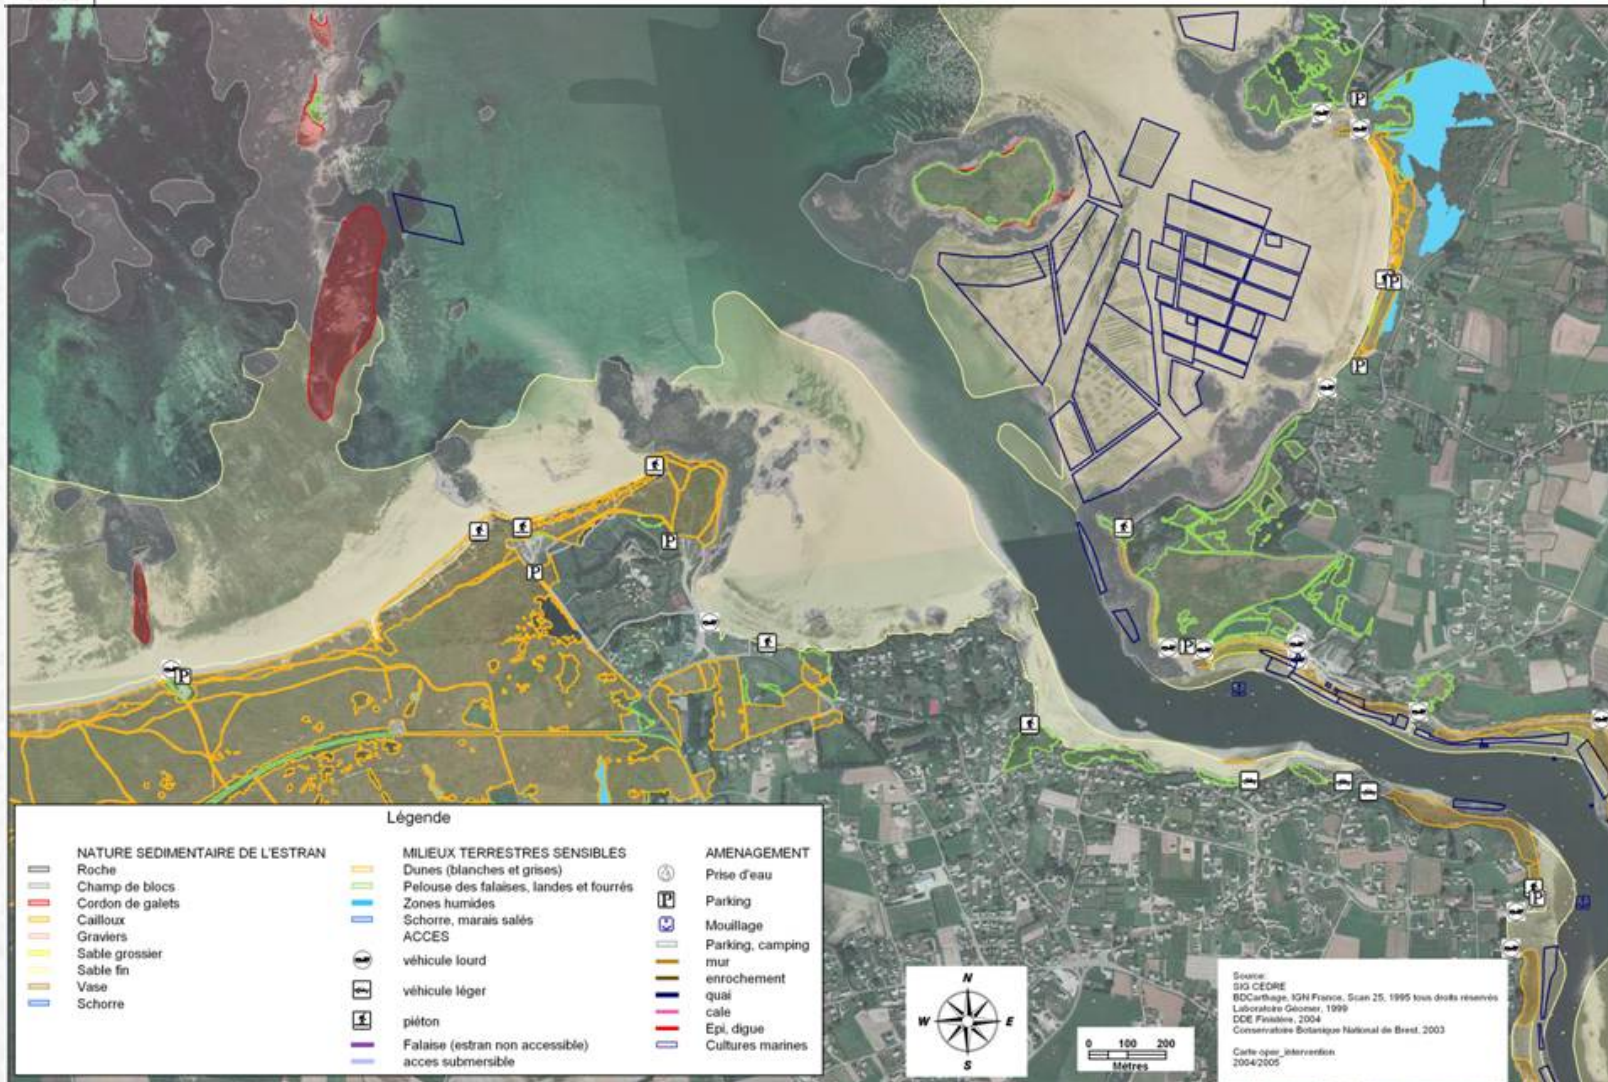 Légende
NATURE SEDIMENTAIRE DE L'ESTRAN
Roche
Champ de blocs
Cordon de galets
Cailloux
Graviers
Sable grossier
Sable fin
Vase
Schorre
MILIEUX TERRESTRES SENSIBLES
Dunes (blanches et grises)
Pelouse des falaises, landes et fourrés
Zones humides
Schorre, marais salés
ACCES
véhicule lourd
véhicule léger
piéton
Falaise (estran non accessible)
acces submersible
AMENAGEMENT
Prise d'eau
P Parking
Mouillage
Parking, camping
mur
enrochement
quai
cale
Epi, digue
Cultures marines
N
W E
S
0 100 200
Mètres
Source:
SIG CEDRE
BDCarthage, IGN France, Scan 25, 1995 tous droits réservés
Laboratoire Géomer, 1999
DDE Finistère, 2004
Conservatoire Botanique National de Brest, 2003
Carte oper_intervention
2004/2005
P
P
P
P
P
P
P
P